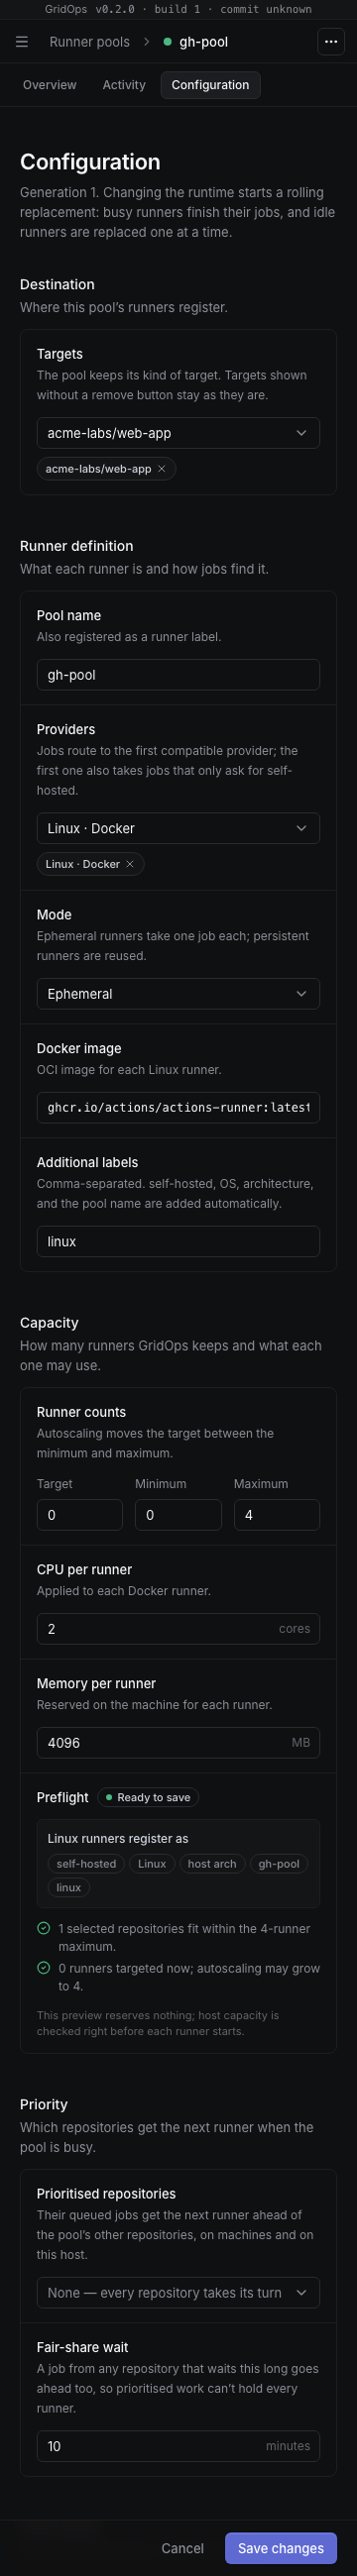 GridOps v0.2.0 · build 1 · commit unknown
Runner pools
gh-pool
Overview
Activity
Configuration
Configuration
Generation 1. Changing the runtime starts a rolling
replacement: busy runners finish their jobs, and idle
runners are replaced one at a time.
Destination
Where this pool’s runners register.
Targets
The pool keeps its kind of target. Targets shown
without a remove button stay as they are.
acme-labs/web-app
acme-labs/web-app
Runner definition
What each runner is and how jobs find it.
Pool name
Also registered as a runner label.
gh-pool
Providers
Jobs route to the first compatible provider; the
first one also takes jobs that only ask for self-
hosted.
Linux · Docker
Linux · Docker
Mode
Ephemeral runners take one job each; persistent
runners are reused.
Ephemeral
Docker image
OCI image for each Linux runner.
ghcr.io/actions/actions-runner:latest
Additional labels
Comma-separated. self-hosted, OS, architecture,
and the pool name are added automatically.
linux
Capacity
How many runners GridOps keeps and what each
one may use.
Runner counts
Autoscaling moves the target between the
minimum and maximum.
Target
Minimum
Maximum
0
0
4
CPU per runner
Applied to each Docker runner.
2 cores
Memory per runner
Reserved on the machine for each runner.
4096 MB
Preflight
Ready to save
Linux runners register as
self-hosted
Linux
host arch
gh-pool
linux
1 selected repositories fit within the 4-runner
maximum.
0 runners targeted now; autoscaling may grow
to 4.
This preview reserves nothing; host capacity is
checked right before each runner starts.
Priority
Which repositories get the next runner when the
pool is busy.
Prioritised repositories
Their queued jobs get the next runner ahead of
the pool’s other repositories, on machines and on
this host.
None — every repository takes its turn
Fair-share wait
A job from any repository that waits this long goes
ahead too, so prioritised work can’t hold every
runner.
10 minutes
Cancel
Save changes